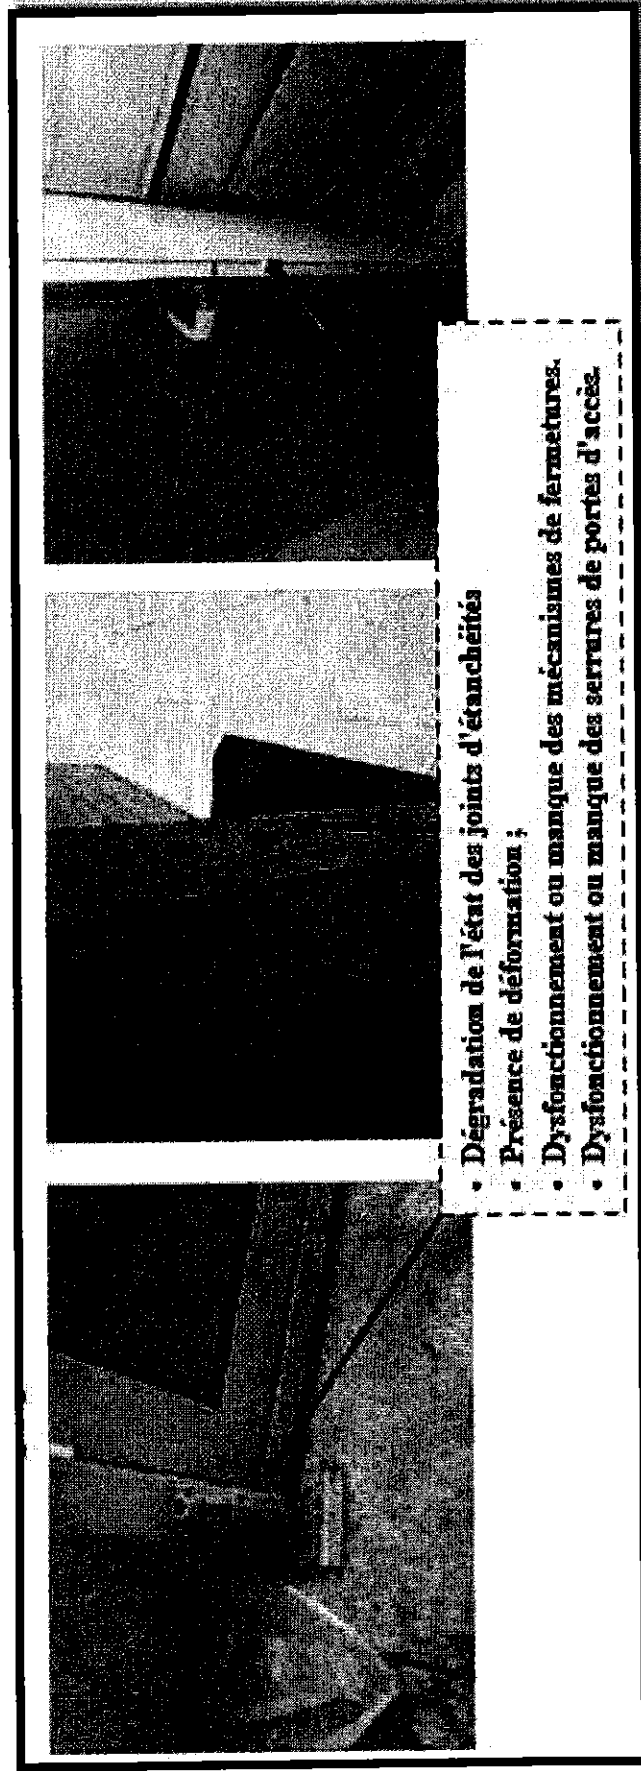 • Dégradation de l'état des joints d'étanchéités
• Présence de déformation ;
• Dysfonctionnement ou manque des mécanismes de fermetures.
• Dysfonctionnement ou manque des serrures de portes d'accès.